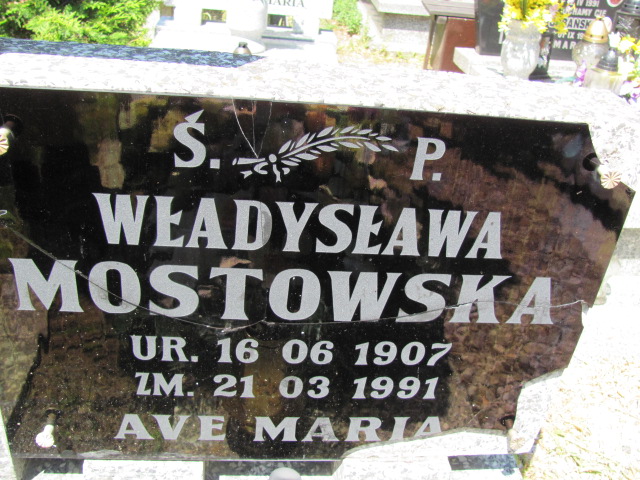 Ś. P.
WŁADYSŁAWA
MOSTOWSKA
UR. 16 06 1907
ZM. 21 03 1991
AVE MARIA